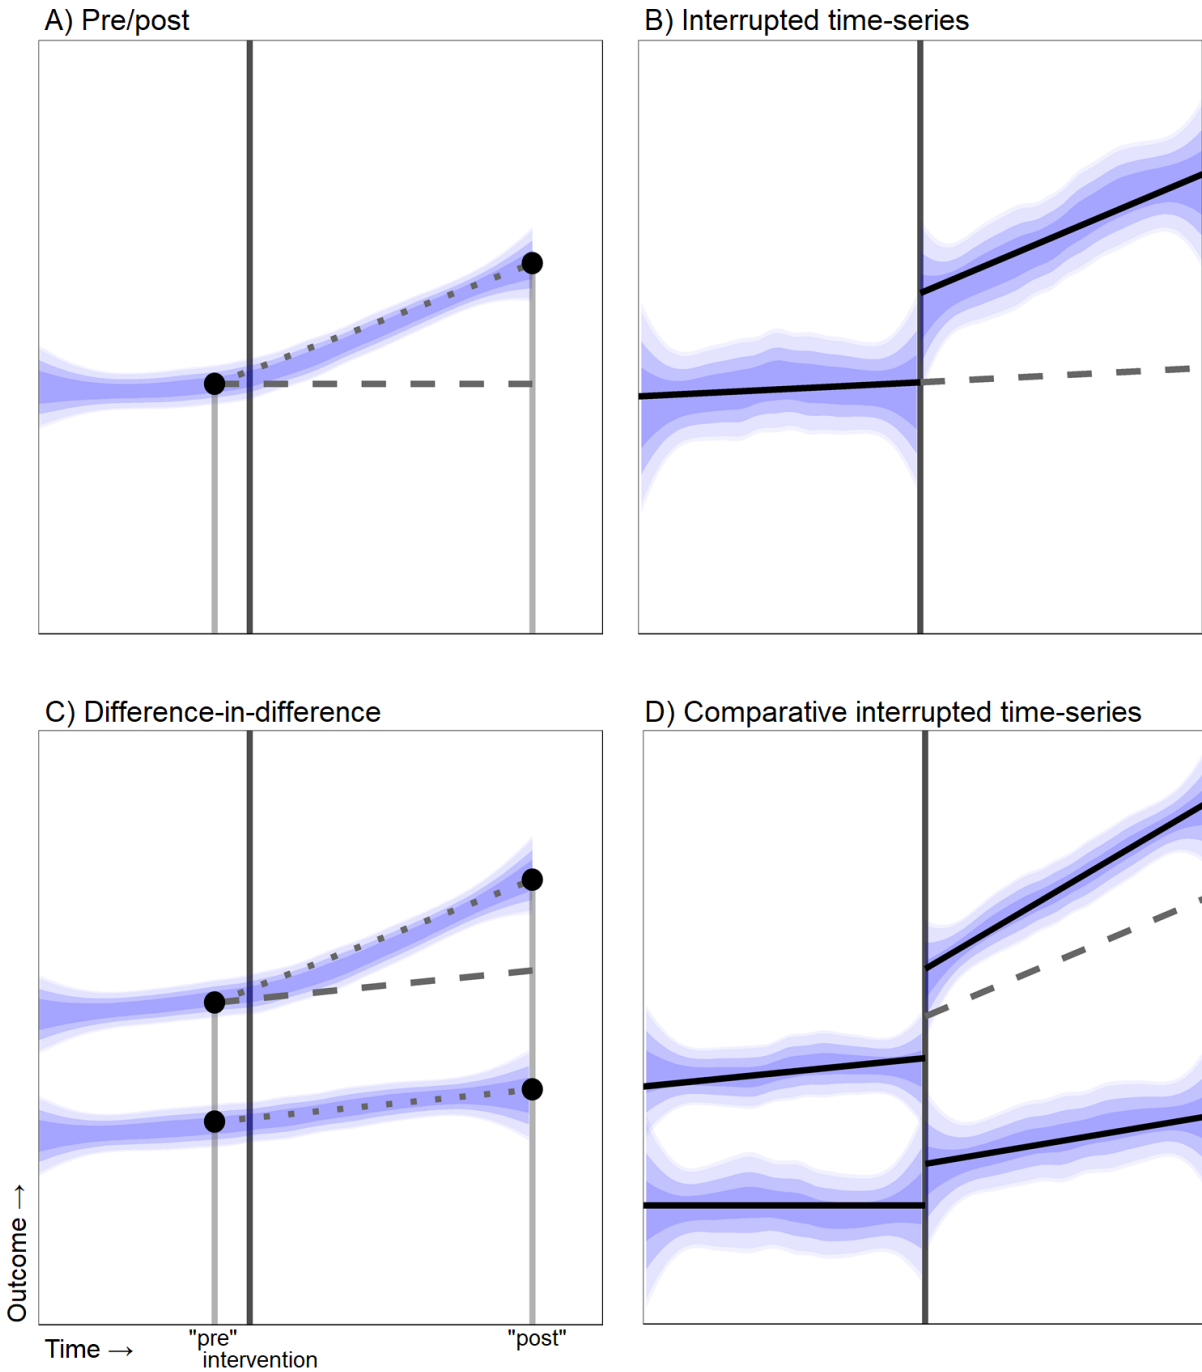 A) Pre/post
B) Interrupted time-series
C) Difference-in-difference
D) Comparative interrupted time-series
Outcome →
Time →
"pre"
intervention
"post"